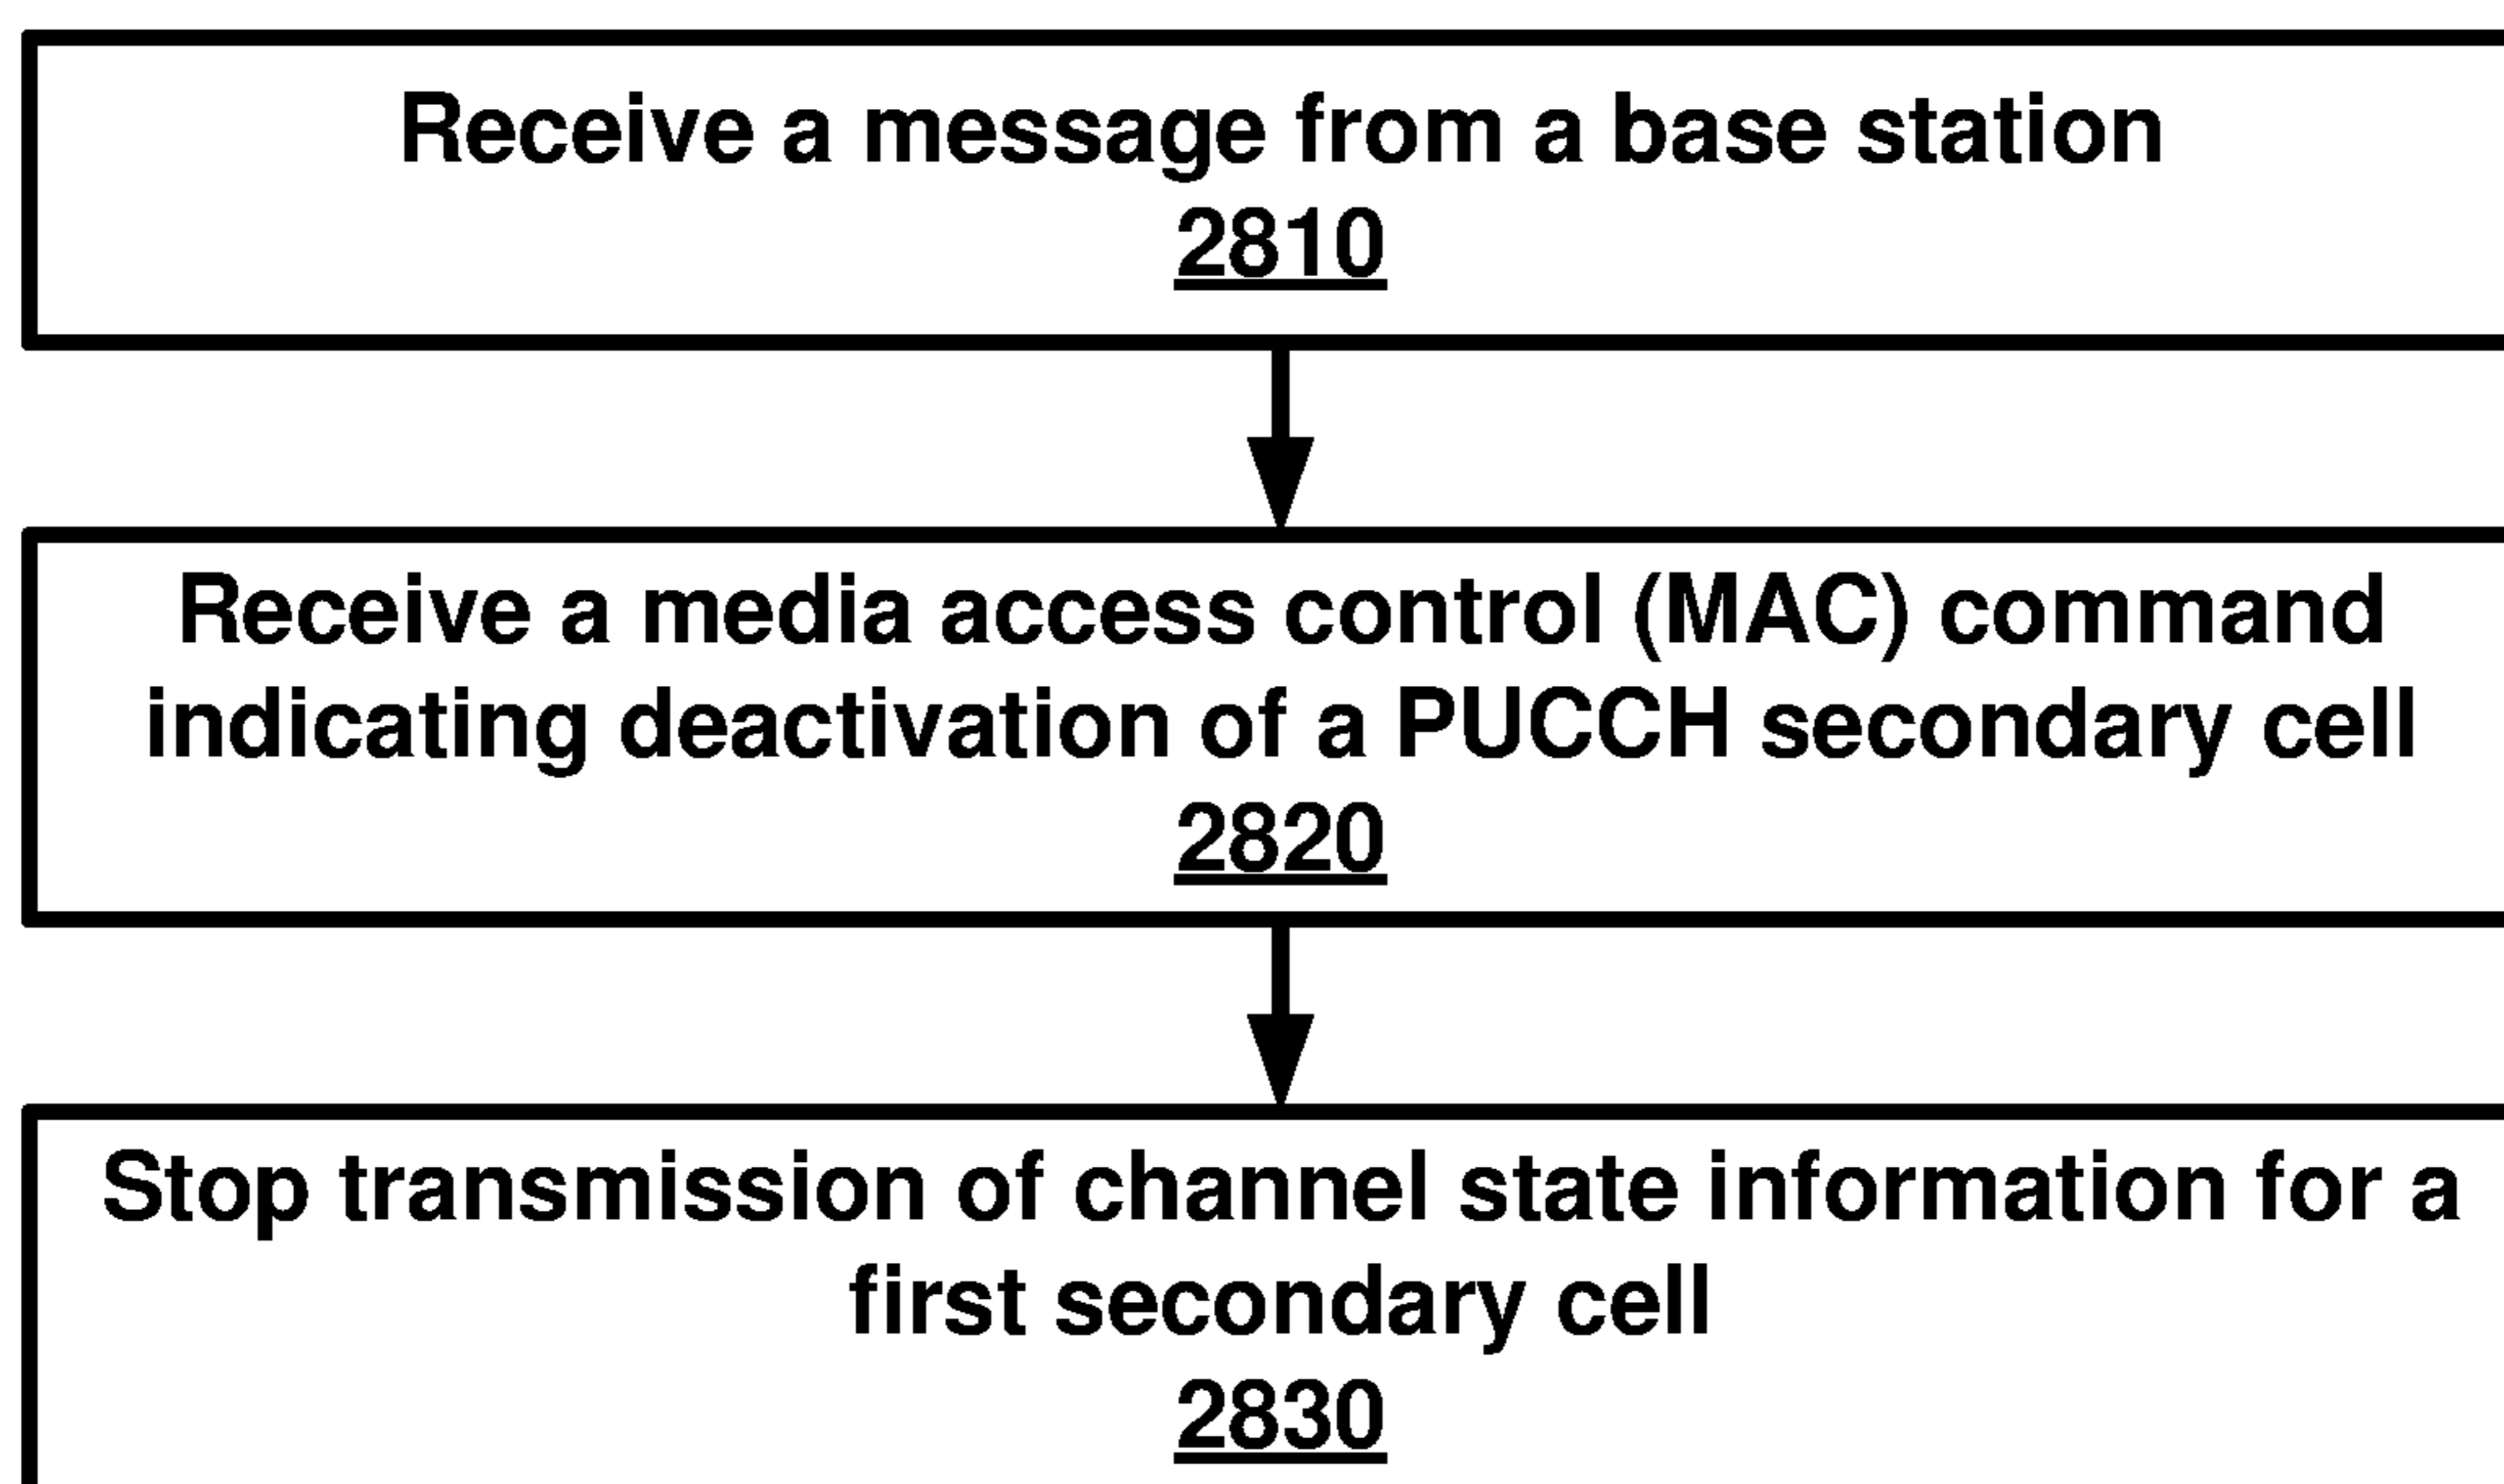 Receive a message from a base station
2810
Receive a media access control (MAC) command
indicating deactivation of a PUCCH secondary cell
2820
Stop transmission of channel state information for a
first secondary cell
2830